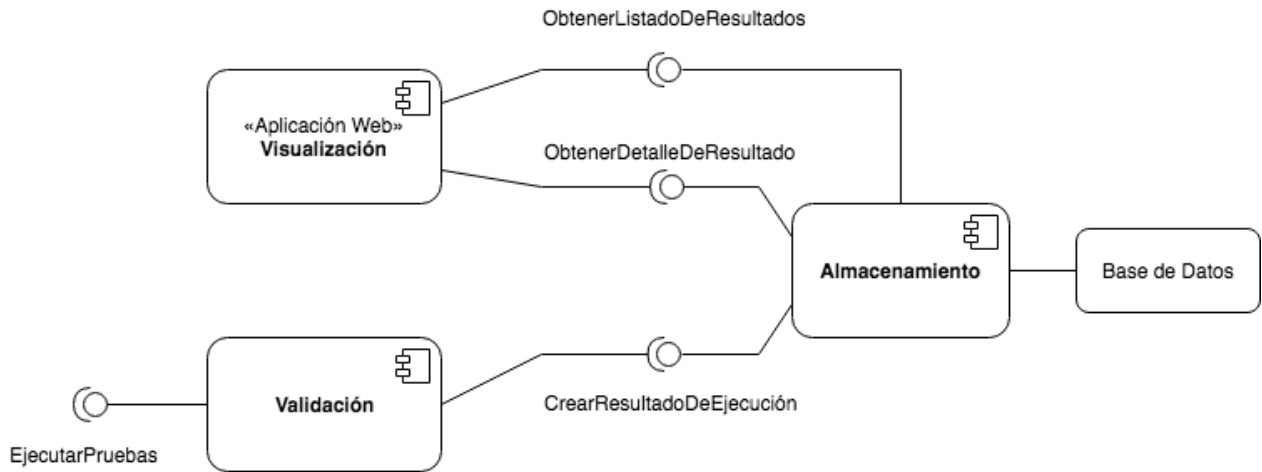 ObtenerListadoDeResultados
«Aplicación Web»
Visualización
ObtenerDetalleDeResultado
Almacenamiento
Base de Datos
Validación
CrearResultadoDeEjecución
EjecutarPruebas